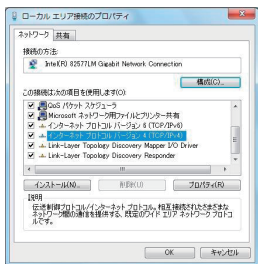 ローカル エリア接続のプロパティ
ネットワーク
共有
接続の方法:
Intel(R) 82577LM Gigabit Network Connection
構成(C)...
この接続は次の項目を使用します(O):
QoS パケット スケジューラ
Microsoft ネットワーク用ファイルとプリンター共有
インターネット プロトコル バージョン 6 (TCP/IPv6)
インターネット プロトコル バージョン 4 (TCP/IPv4)
Link-Layer Topology Discovery Mapper I/O Driver
Link-Layer Topology Discovery Responder
インストール(N)...
削除(U)
プロパティ(R)
説明
伝送制御プロトコル/インターネット プロトコル。相互接続されたさまざまな
ネットワーク間の通信を提供する、既定のワイド エリア ネットワーク プロトコ
ルです。
OK
キャンセル